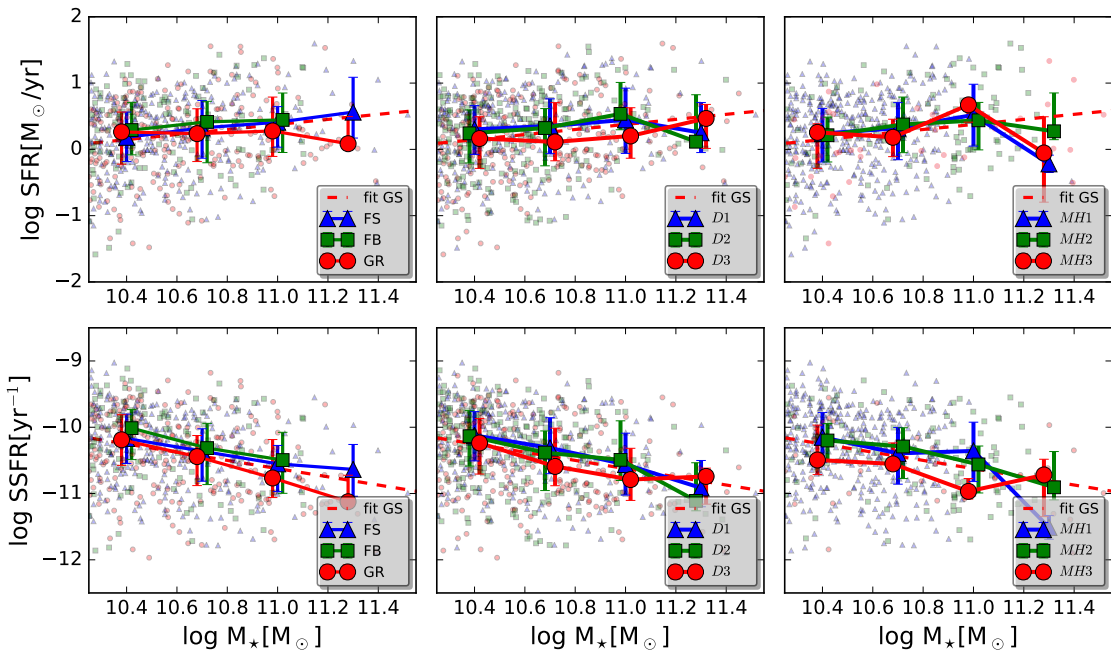 2
1
0
−1
−2
log SFR[M⊙/yr]
10.4 10.6 10.8 11.0 11.2 11.4
fit GS
FS
FB
GR
10.4 10.6 10.8 11.0 11.2 11.4
fit GS
D1
D2
D3
10.4 10.6 10.8 11.0 11.2 11.4
fit GS
MH1
MH2
MH3
−9
−10
−11
−12
log SSFR[yr⁻¹]
10.4 10.6 10.8 11.0 11.2 11.4
fit GS
FS
FB
GR
log M⋆[M⊙]
10.4 10.6 10.8 11.0 11.2 11.4
fit GS
D1
D2
D3
log M⋆[M⊙]
10.4 10.6 10.8 11.0 11.2 11.4
fit GS
MH1
MH2
MH3
log M⋆[M⊙]